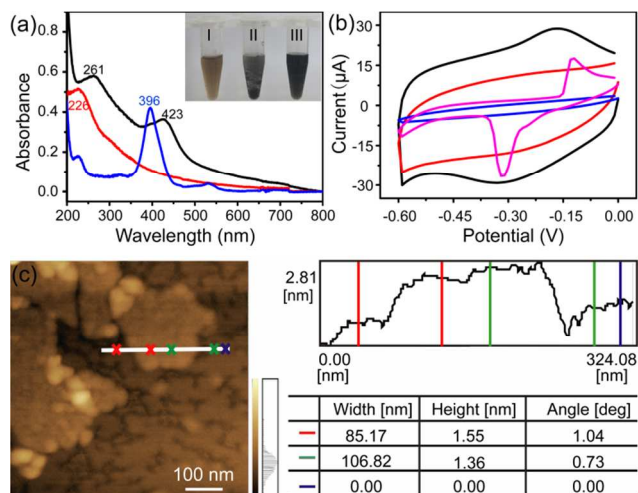 (a)
I II III
261
226
396
423
0.8
0.6
0.4
0.2
0.0
200 300 400 500 600 700 800
Absorbance
Wavelength (nm)
(b)
30
15
0
-15
-30
-0.60 -0.45 -0.30 -0.15 0.00
Current(μA)
Potential (V)
(c)
100 nm
2.81
[nm]
0.00 324.08
[nm] [nm]
Width [nm] Height [nm] Angle [deg]
85.17 1.55 1.04
106.82 1.36 0.73
0.00 0.00 0.00